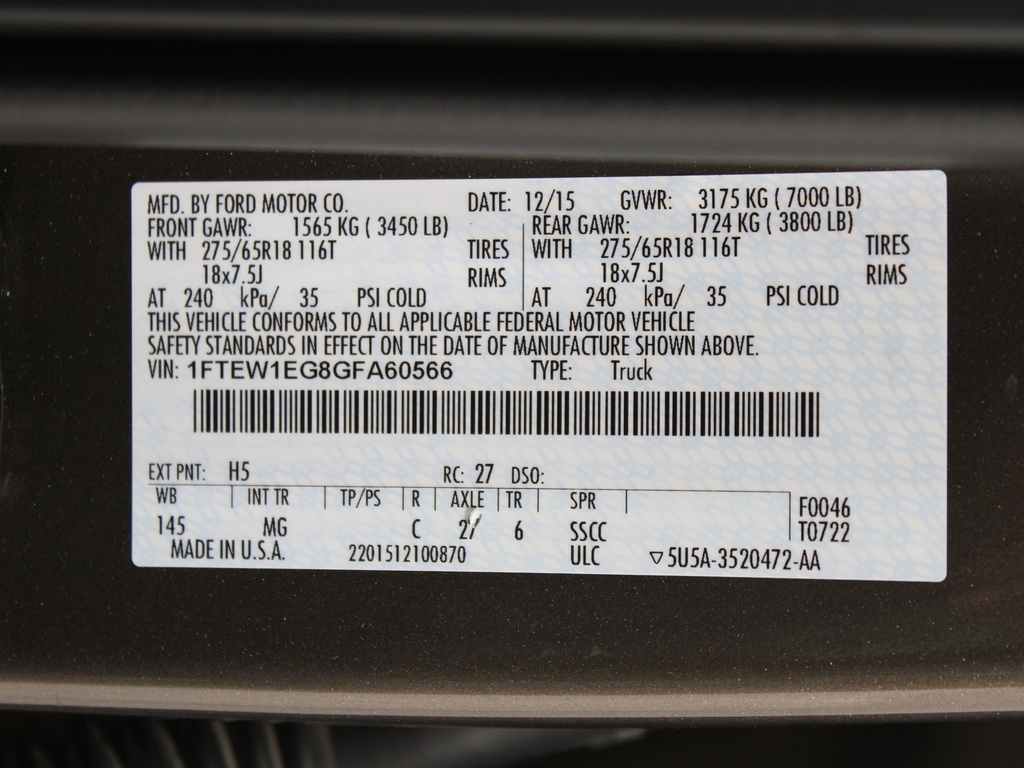 MFD. BY FORD MOTOR CO. DATE: 12/15 GVWR: 3175 KG ( 7000 LB)
FRONT GAWR: 1565 KG ( 3450 LB) REAR GAWR: 1724 KG ( 3800 LB)
WITH 275/65R18 116T TIRES WITH 275/65R18 116T TIRES
18x7.5J RIMS 18x7.5J RIMS
AT 240 kPa/ 35 PSI COLD AT 240 kPa/ 35 PSI COLD
THIS VEHICLE CONFORMS TO ALL APPLICABLE FEDERAL MOTOR VEHICLE
SAFETY STANDARDS IN EFFECT ON THE DATE OF MANUFACTURE SHOWN ABOVE.
VIN: 1FTEW1EG8GFA60566 TYPE: Truck
EXT PNT: H5 RC: 27 DSO:
WB INT TR TP/PS R AXLE TR SPR F0046
145 MG C 27 6 SSCC T0722
MADE IN U.S.A. 2201512100870 ULC ▽5U5A-3520472-AA